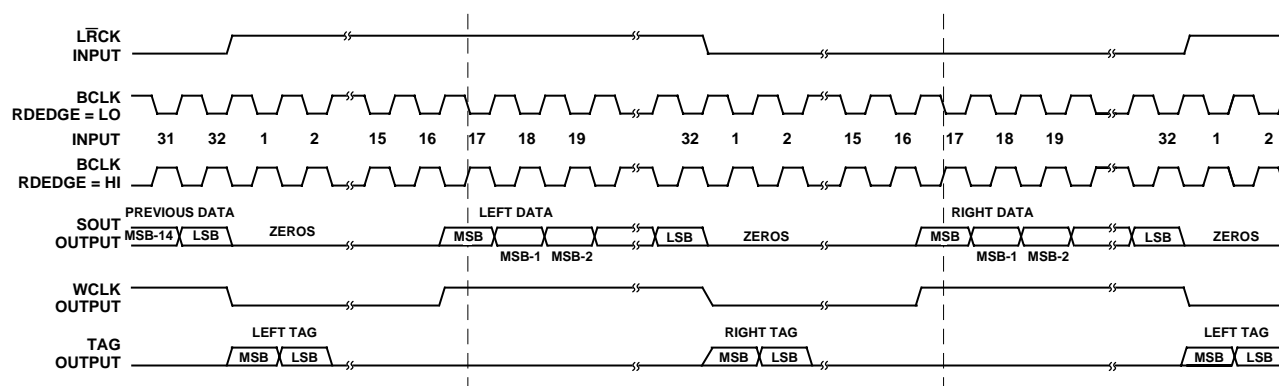 LRCK
INPUT
BCLK
RDEDGE = LO
INPUT 31 32 1 2 15 16 17 18 19 32 1 2 15 16 17 18 19 32 1 2
BCLK
RDEDGE = HI
PREVIOUS DATA LEFT DATA RIGHT DATA
SOUT
OUTPUT
MSB-14 LSB ZEROS MSB LSB ZEROS MSB LSB ZEROS
MSB-1 MSB-2 MSB-1 MSB-2
WCLK
OUTPUT
LEFT TAG RIGHT TAG LEFT TAG
TAG
OUTPUT
MSB LSB MSB LSB MSB LSB